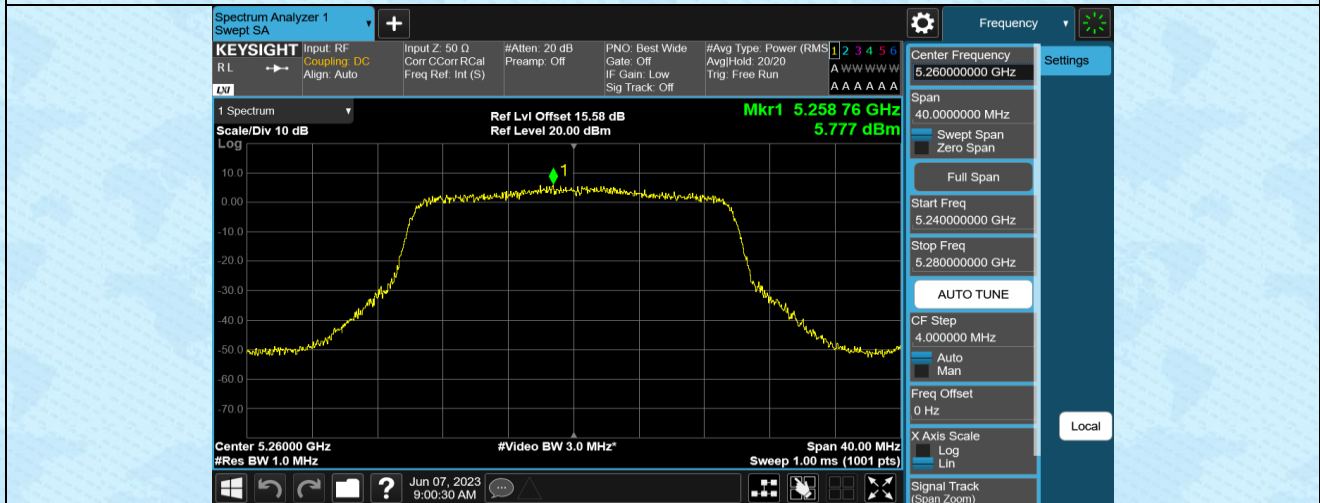 Spectrum Analyzer 1
Swept SA
+
Frequency
KEYSIGHT
RL
LXI
Input: RF
Coupling: DC
Align: Auto
Input Z: 50 Ω
Corr CCorr RCal
Freq Ref: Int (S)
#Atten: 20 dB
Preamp: Off
PNO: Best Wide
Gate: Off
IF Gain: Low
Sig Track: Off
#Avg Type: Power (RMS
Avg|Hold: 20/20
Trig: Free Run
1 2 3 4 5 6
A W W W W W
A A A A A A
1 Spectrum
Scale/Div 10 dB
Log
Ref Lvl Offset 15.58 dB
Ref Level 20.00 dBm
Mkr1 5.258 76 GHz
5.777 dBm
1
10.0
0.00
-10.0
-20.0
-30.0
-40.0
-50.0
-60.0
-70.0
Center 5.26000 GHz
#Res BW 1.0 MHz
#Video BW 3.0 MHz*
Span 40.00 MHz
Sweep 1.00 ms (1001 pts)
Center Frequency
5.260000000 GHz
Settings
Span
40.0000000 MHz
Swept Span
Zero Span
Full Span
Start Freq
5.240000000 GHz
Stop Freq
5.280000000 GHz
AUTO TUNE
CF Step
4.000000 MHz
Auto
Man
Freq Offset
0 Hz
X Axis Scale
Log
Lin
Signal Track
(Span Zoom)
Local
?
Jun 07, 2023
9:00:30 AM